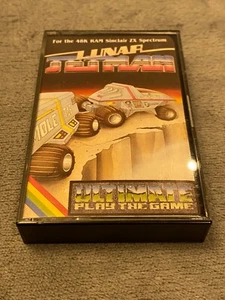 For the 48K RAM Sinclair ZX Spectrum
LUNAR
JETMAN
ULTIMATE
PLAY THE GAME